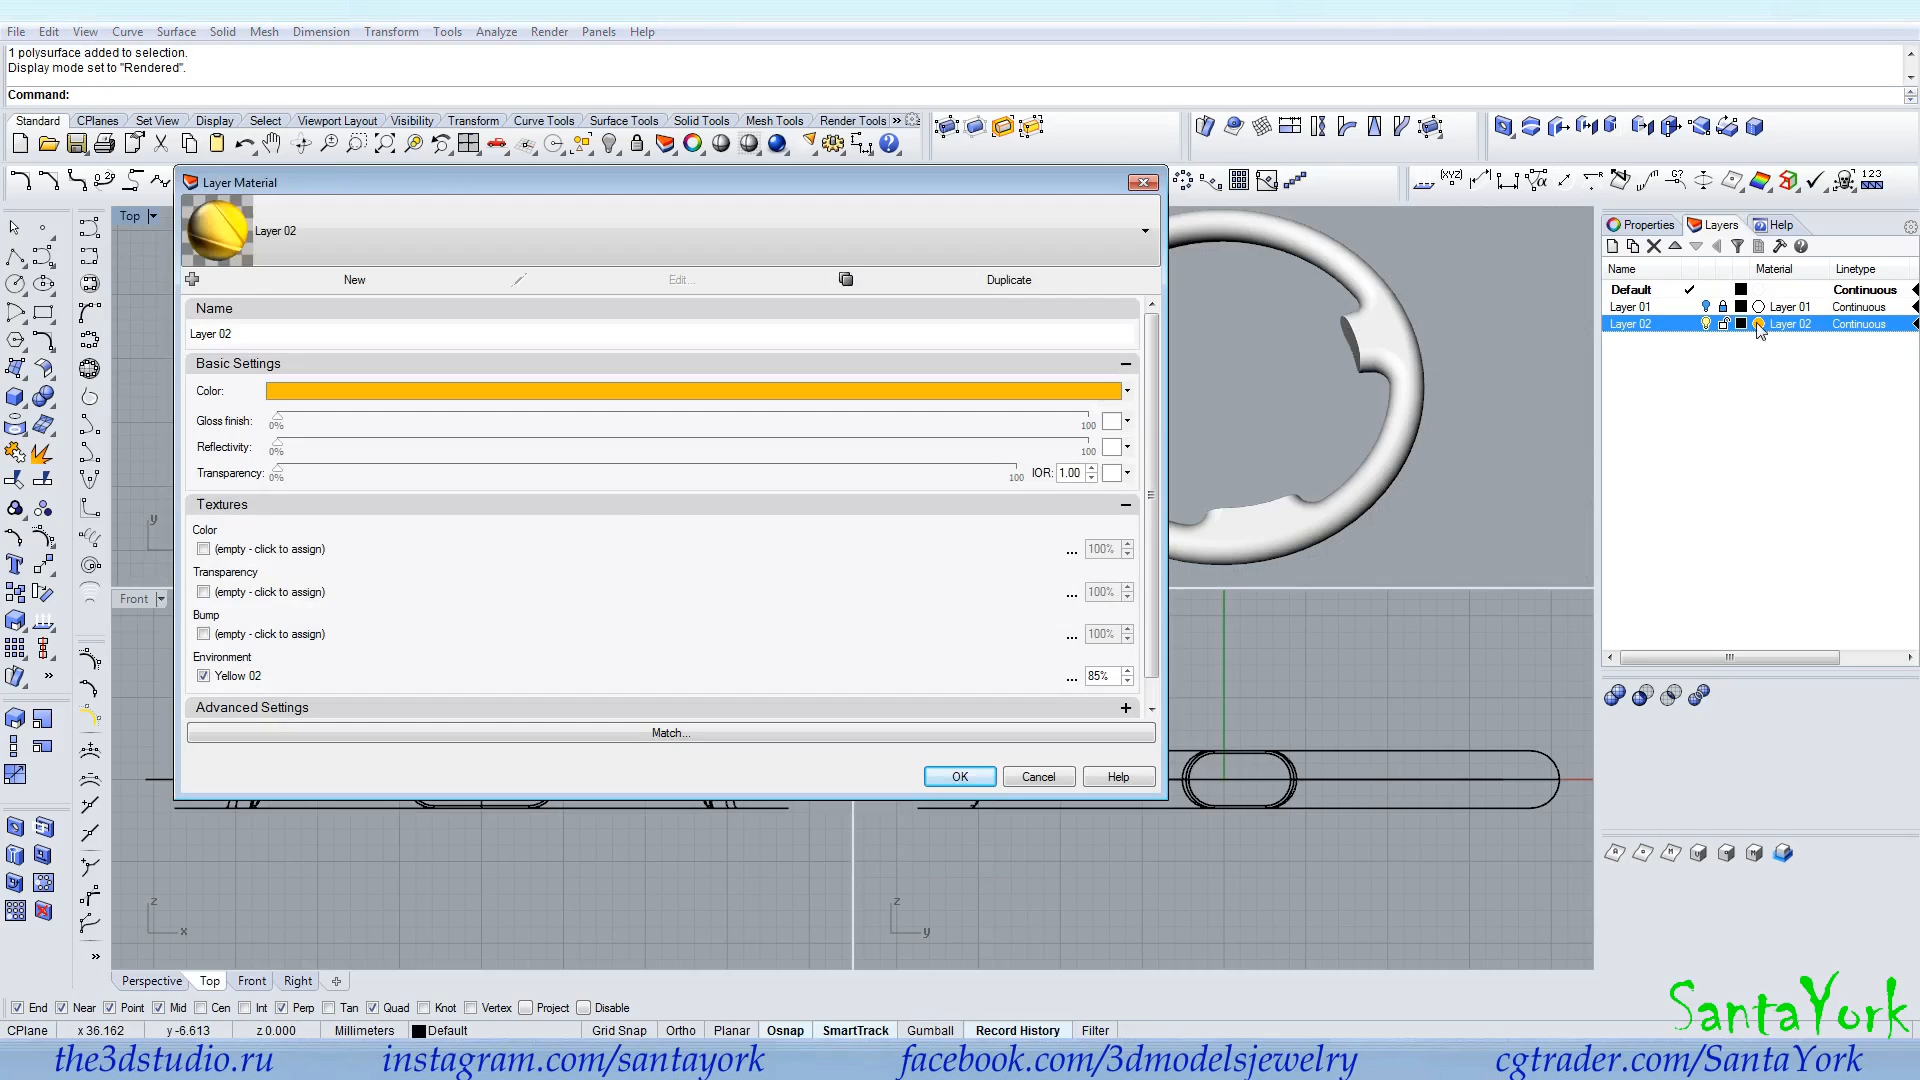 File Edit View Curve Surface Solid Mesh Dimension Transform Tools Analyze Render Panels Help
1 polysurface added to selection.
Display mode set to "Rendered".
Command:
Standard CPlanes Set View Display Select Viewport Layout Visibility Transform Curve Tools Surface Tools Solid Tools Mesh Tools Render Tools »
Layer Material
Layer 02
New Edit... Duplicate
Name
Layer 02
Basic Settings
Color:
Gloss finish: 0% 100
Reflectivity: 0% 100
Transparency: 0% 100 IOR: 1.00
Textures
Color
(empty - click to assign) ... 100%
Transparency
(empty - click to assign) ... 100%
Bump
(empty - click to assign) ... 100%
Environment
Yellow 02 ... 85%
Advanced Settings
Match...
OK Cancel Help
Top
Front
y
z
x
z
y
Properties Layers Help
Name Material Linetype
Default Continuous
Layer 01 Layer 01 Continuous
Layer 02 Layer 02 Continuous
Perspective Top Front Right
End Near Point Mid Cen Int Perp Tan Quad Knot Vertex Project Disable
CPlane x 36.162 y -6.613 z 0.000 Millimeters Default Grid Snap Ortho Planar Osnap SmartTrack Gumball Record History Filter
SantaYork
the3dstudio.ru instagram.com/santayork facebook.com/3dmodelsjewelry cgtrader.com/SantaYork